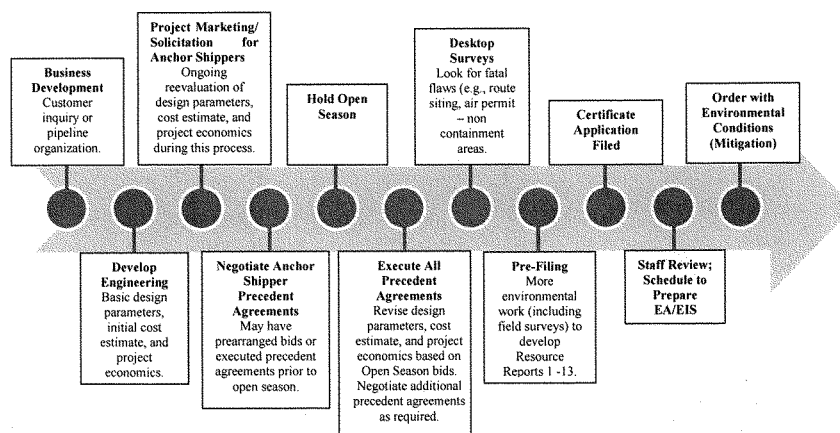 Business
Development
Customer
inquiry or
pipeline
organization.
Develop
Engineering
Basic design
parameters,
initial cost
estimate, and
project
economics.
Project Marketing/
Solicitation for
Anchor Shippers
Ongoing
reevaluation of
design parameters,
cost estimate, and
project economics
during this process.
Negotiate Anchor
Shipper
Precedent
Agreements
May have
prearranged bids or
executed precedent
agreements prior to
open season.
Hold Open
Season
Execute All
Precedent
Agreements
Revise design
parameters, cost
estimate, and project
economics based on
Open Season bids.
Negotiate additional
precedent agreements
as required.
Desktop
Surveys
Look for fatal
flaws (e.g., route
siting, air permit
– non
containment
areas.
Pre-Filing
More
environmental
work (including
field surveys) to
develop
Resource
Reports 1 -13.
Certificate
Application
Filed
Staff Review;
Schedule to
Prepare
EA/EIS
Order with
Environmental
Conditions
(Mitigation)